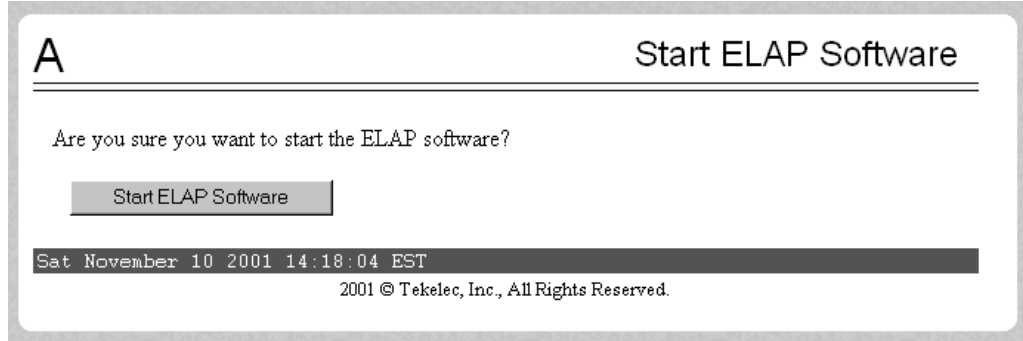 A
Start ELAP Software
Are you sure you want to start the ELAP software?
Start ELAP Software
Sat November 10 2001 14:18:04 EST
2001 © Tekelec, Inc., All Rights Reserved.